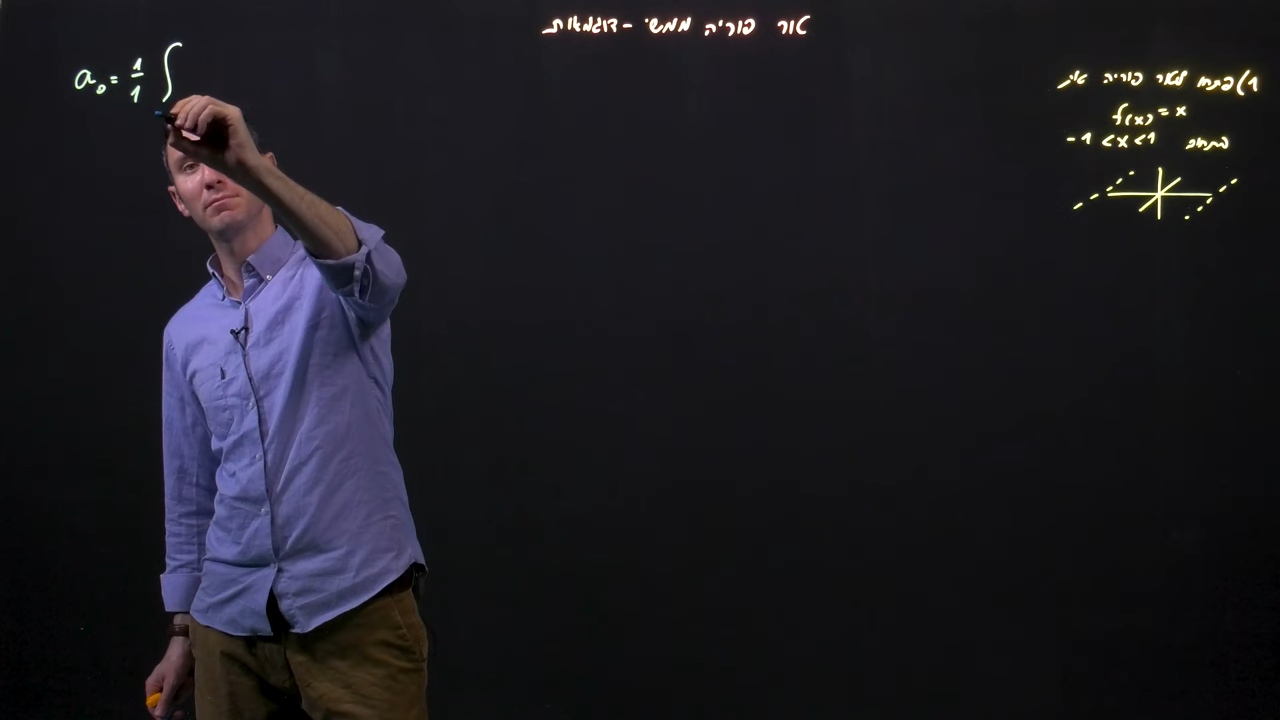 טור פוריה ממשי - דוגמאות
1) פתח לטור פוריה את
f(x) = x
בתחום -1 < x < 1
a₀ = 1/1 ∫